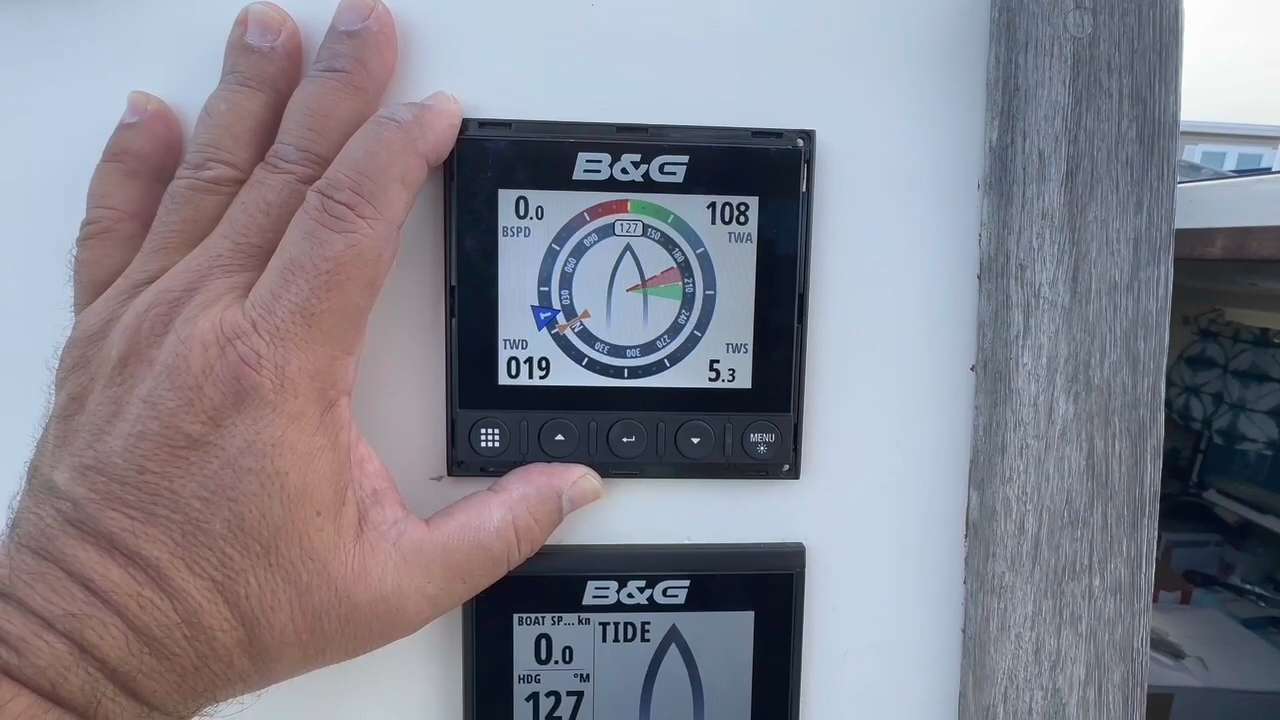 B&G
0.0
BSPD
108
TWA
127
150
180
210
240
270
300
330
N
030
060
090
T
TWD
019
TWS
5.3
MENU
B&G
BOAT SP... kn
0.0
TIDE
HDG °M
127